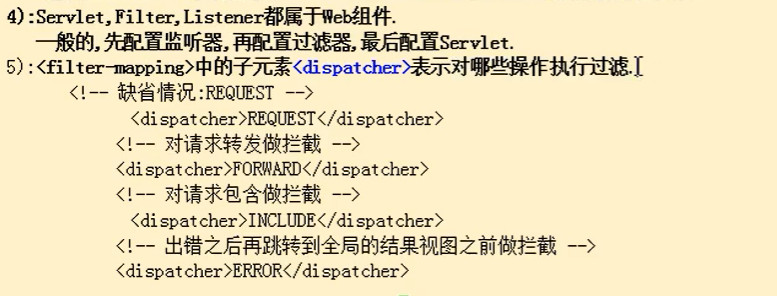 4):Servlet,Filter,Listener都属于Web组件.
一般的,先配置监听器,再配置过滤器,最后配置Servlet.
5):<filter-mapping>中的子元素<dispatcher>表示对哪些操作执行过滤.
<!-- 缺省情况:REQUEST -->
<dispatcher>REQUEST</dispatcher>
<!-- 对请求转发做拦截 -->
<dispatcher>FORWARD</dispatcher>
<!-- 对请求包含做拦截 -->
<dispatcher>INCLUDE</dispatcher>
<!-- 出错之后再跳转到全局的结果视图之前做拦截 -->
<dispatcher>ERROR</dispatcher>